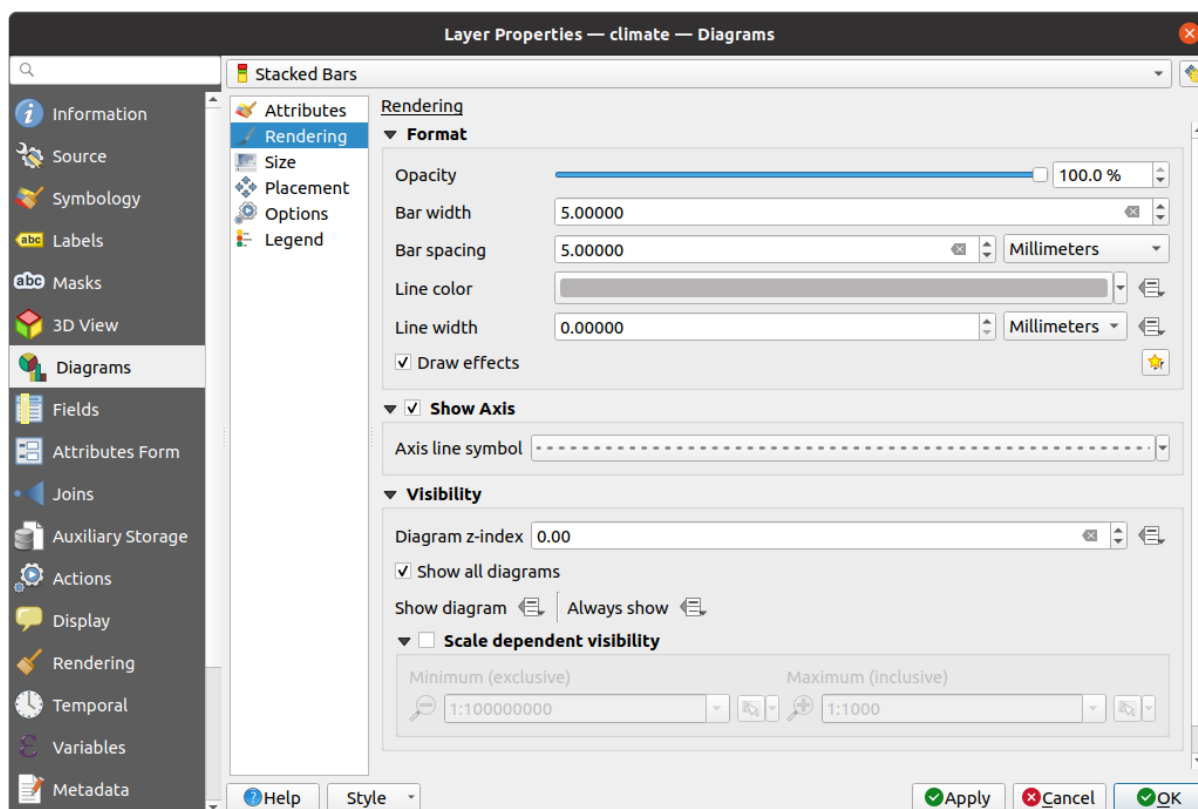 Layer Properties — climate — Diagrams
Information
Source
Symbology
abc Labels
abc Masks
3D View
Diagrams
Fields
Attributes Form
Joins
Auxiliary Storage
Actions
Display
Rendering
Temporal
Variables
Metadata
Stacked Bars
Attributes
Rendering
Size
Placement
Options
Legend
Rendering
Format
Opacity 100.0 %
Bar width 5.00000
Bar spacing 5.00000 Millimeters
Line color
Line width 0.00000 Millimeters
Draw effects
Show Axis
Axis line symbol
Visibility
Diagram z-index 0.00
Show all diagrams
Show diagram Always show
Scale dependent visibility
Minimum (exclusive) Maximum (inclusive)
1:100000000 1:1000
Help Style Apply Cancel OK